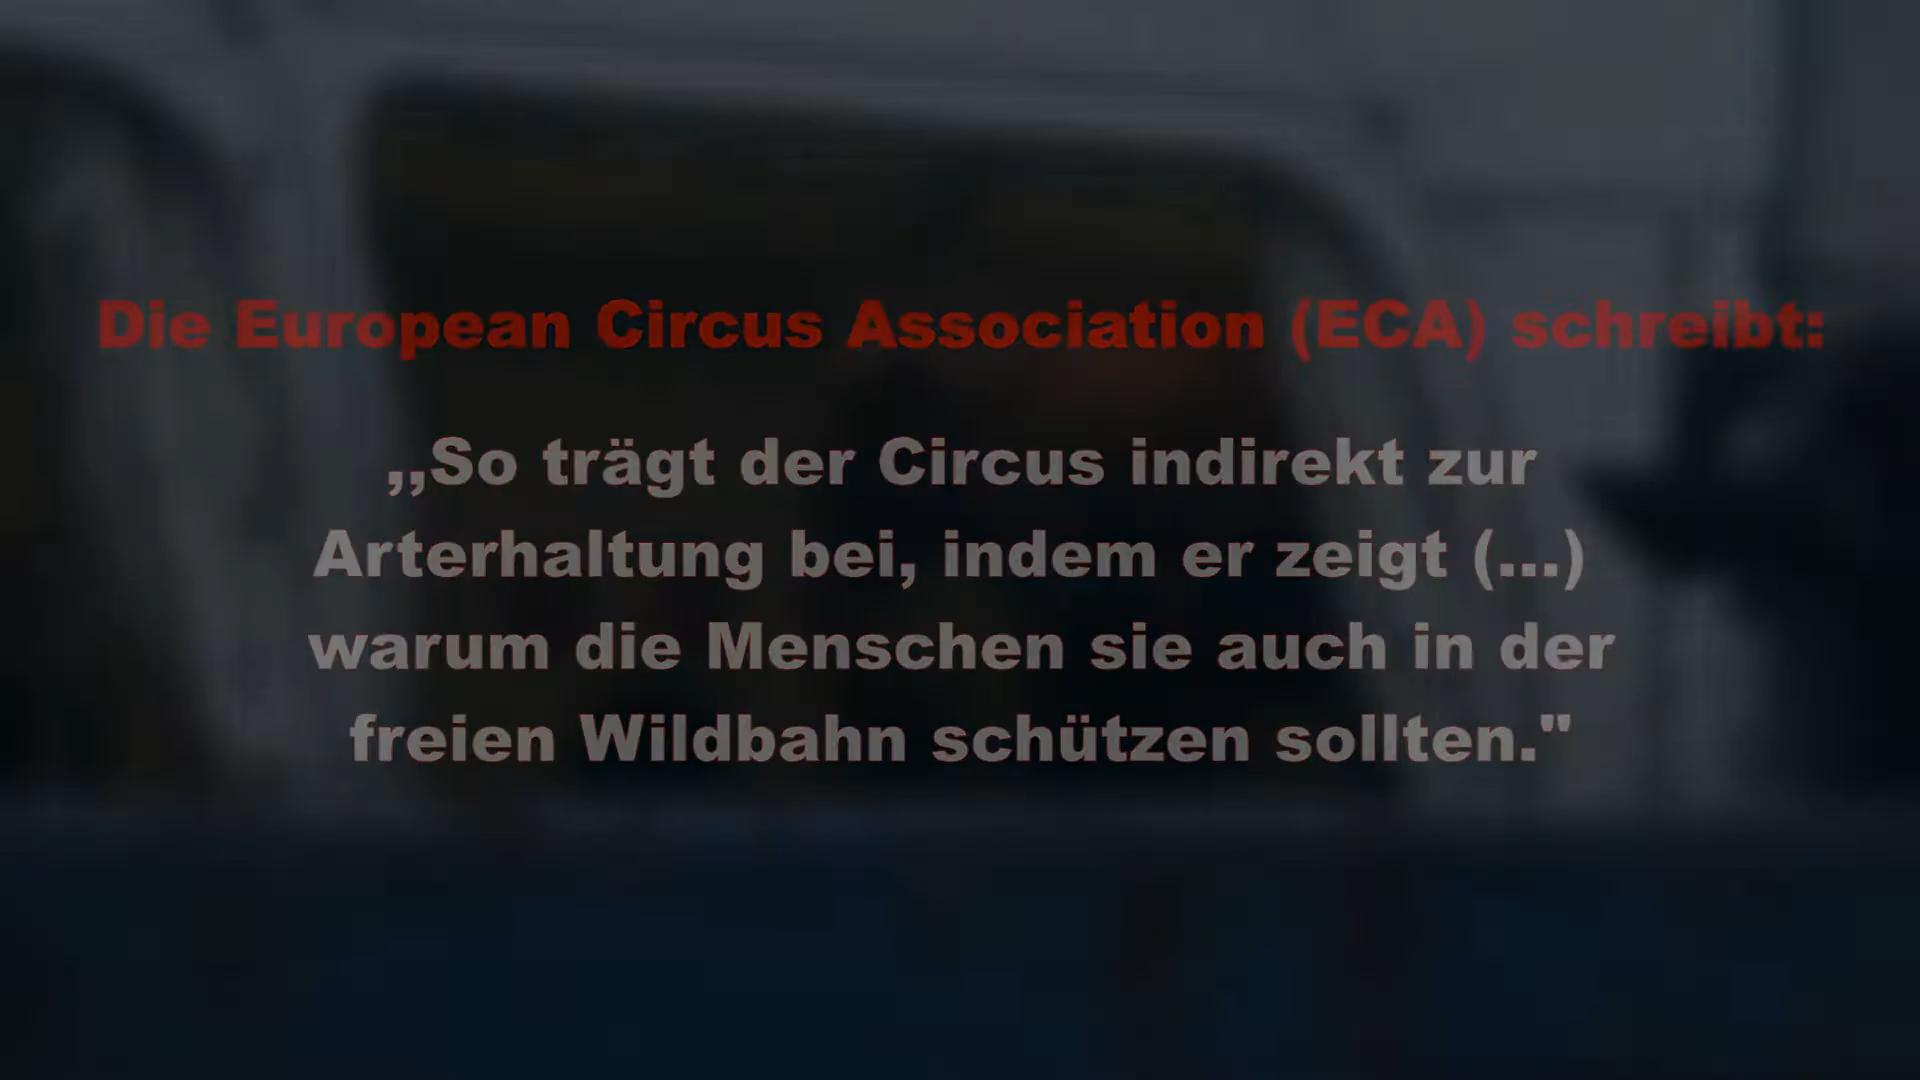 Die European Circus Association (ECA) schreibt:
,,So trägt der Circus indirekt zur
Arterhaltung bei, indem er zeigt (...)
warum die Menschen sie auch in der
freien Wildbahn schützen sollten."